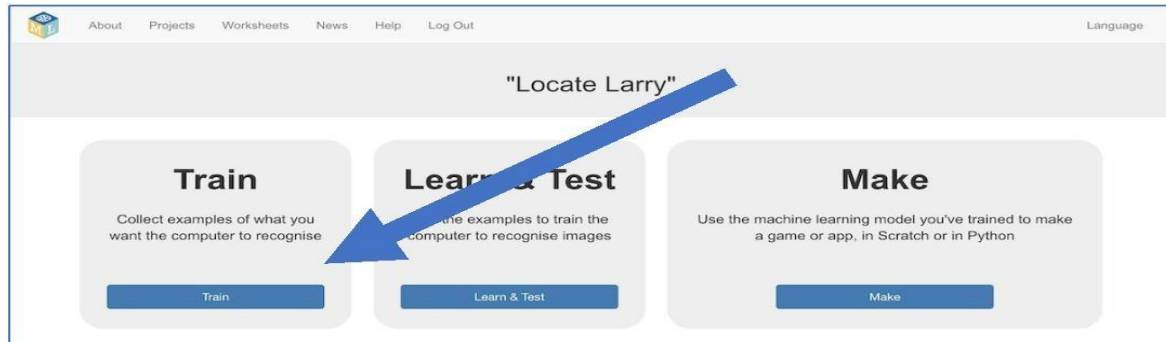 M L
About Projects Worksheets News Help Log Out Language
"Locate Larry"
Train
Collect examples of what you
want the computer to recognise
Train
Learn & Test
the examples to train the
computer to recognise images
Learn & Test
Make
Use the machine learning model you've trained to make
a game or app, in Scratch or in Python
Make